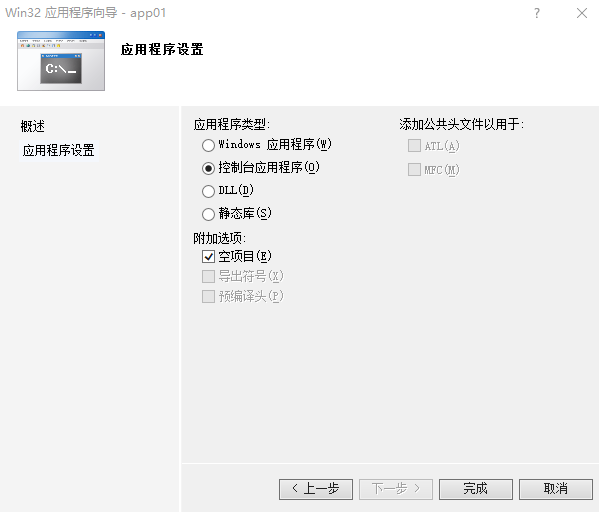 Win32 应用程序向导 - app01
?
应用程序设置
C:\_
概述
应用程序设置
应用程序类型:
Windows 应用程序(W)
控制台应用程序(O)
DLL(D)
静态库(S)
附加选项:
空项目(E)
导出符号(X)
预编译头(P)
添加公共头文件以用于:
ATL(A)
MFC(M)
< 上一步
下一步 >
完成
取消